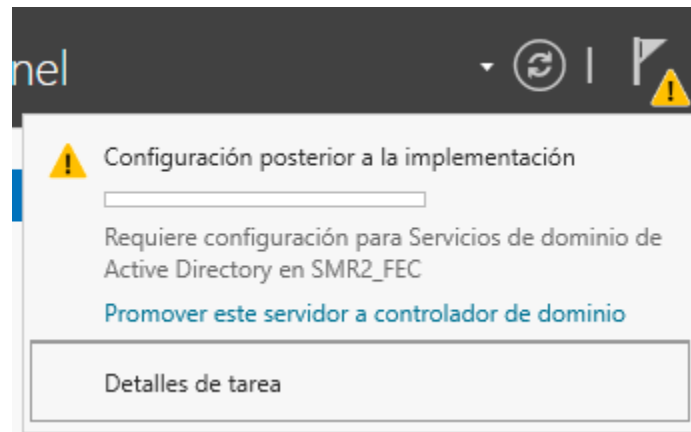 nel
Configuración posterior a la implementación
Requiere configuración para Servicios de dominio de
Active Directory en SMR2_FEC
Promover este servidor a controlador de dominio
Detalles de tarea